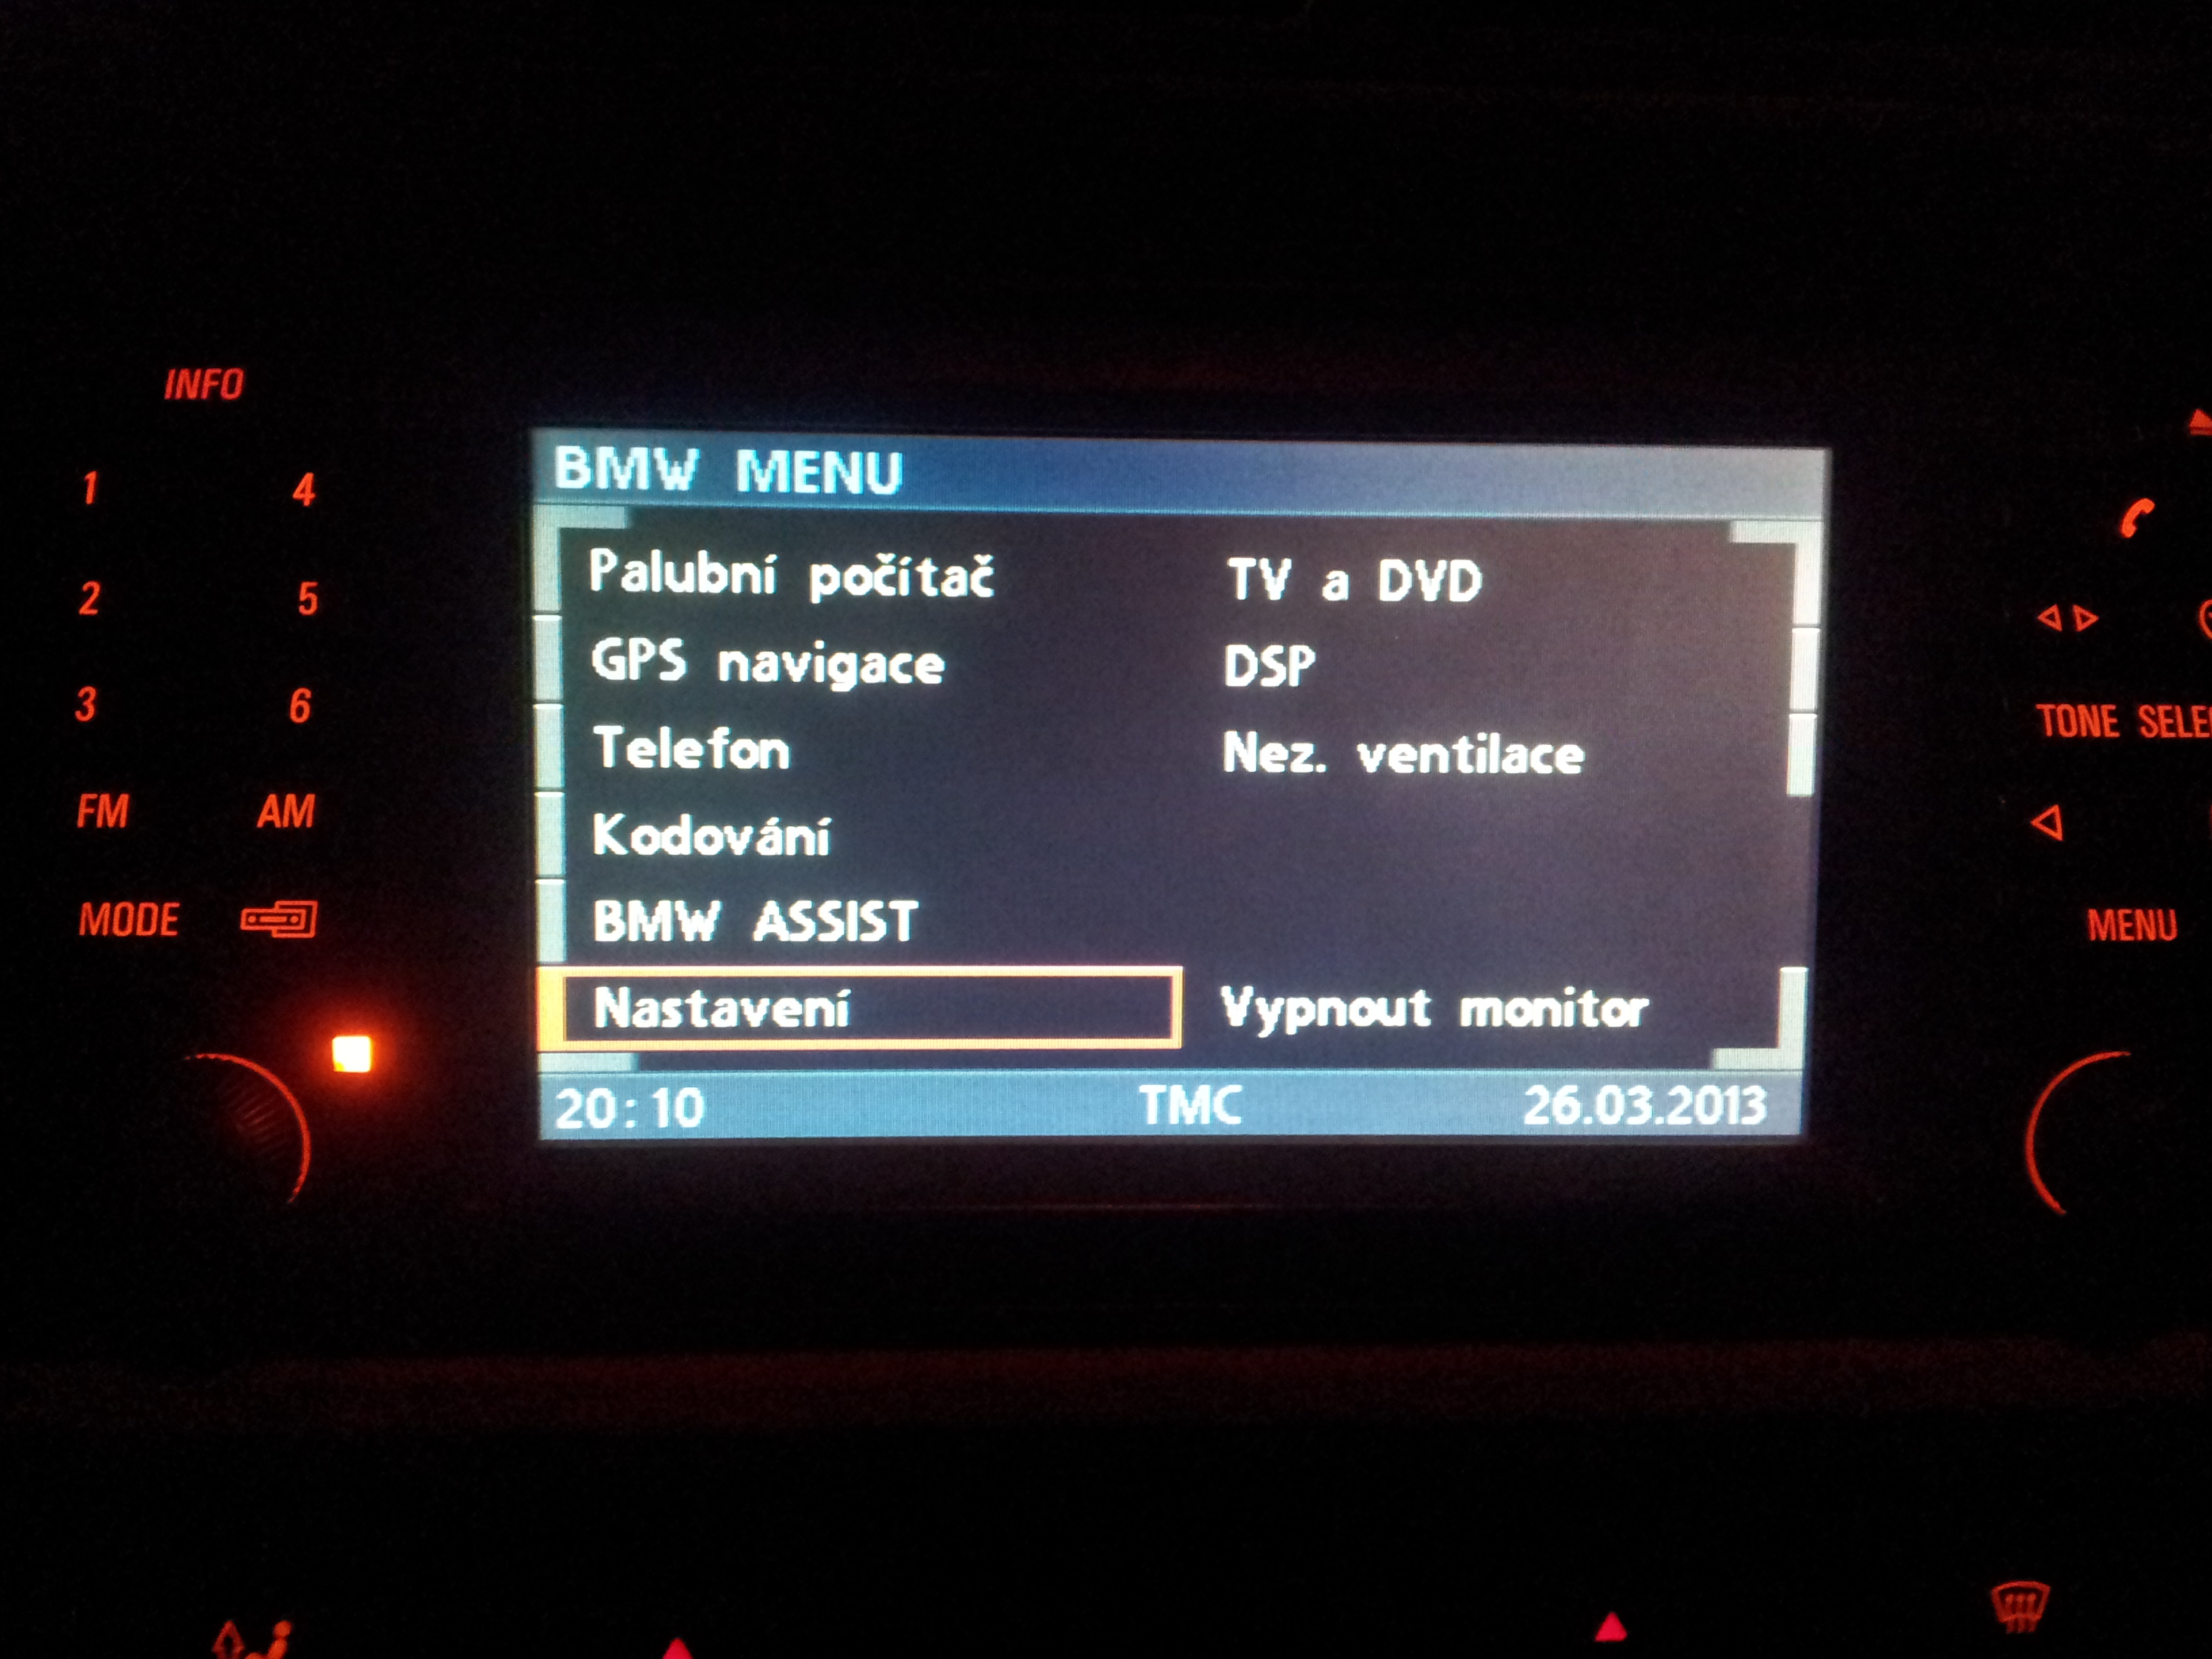 INFO
1 4
2 5
3 6
FM AM
MODE
BMW MENU
Palubní počítač
GPS navigace
Telefon
Kodování
BMW ASSIST
Nastavení
TV a DVD
DSP
Nez. ventilace
Vypnout monitor
20:10 TMC 26.03.2013
TONE
MENU